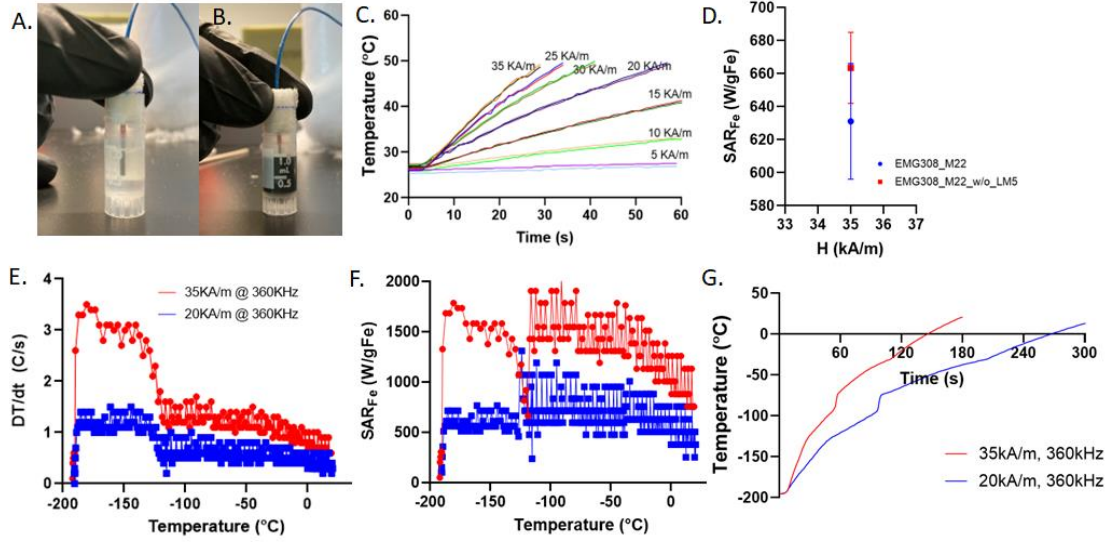 A.
B.
1.0
mL
0.5
C.
Temperature (°C)
60
50
40
30
20
35 KA/m
25 KA/m
30 KA/m
20 KA/m
15 KA/m
10 KA/m
5 KA/m
0 10 20 30 40 50 60
Time (s)
D.
SAR_Fe (W/gFe)
700
680
660
640
620
600
580
EMG308_M22
EMG308_M22_w/o_LM5
33 34 35 36 37
H (kA/m)
E.
DT/dt (C/s)
4
3
2
1
0
35KA/m @ 360KHz
20KA/m @ 360KHz
-200 -150 -100 -50 0
Temperature (°C)
F.
SAR_Fe (W/gFe)
2000
1500
1000
500
0
-200 -150 -100 -50 0
Temperature (°C)
G.
Temperature (°C)
50
0
-50
-100
-150
-200
60 120 180 240 300
Time (s)
35kA/m, 360kHz
20kA/m, 360kHz